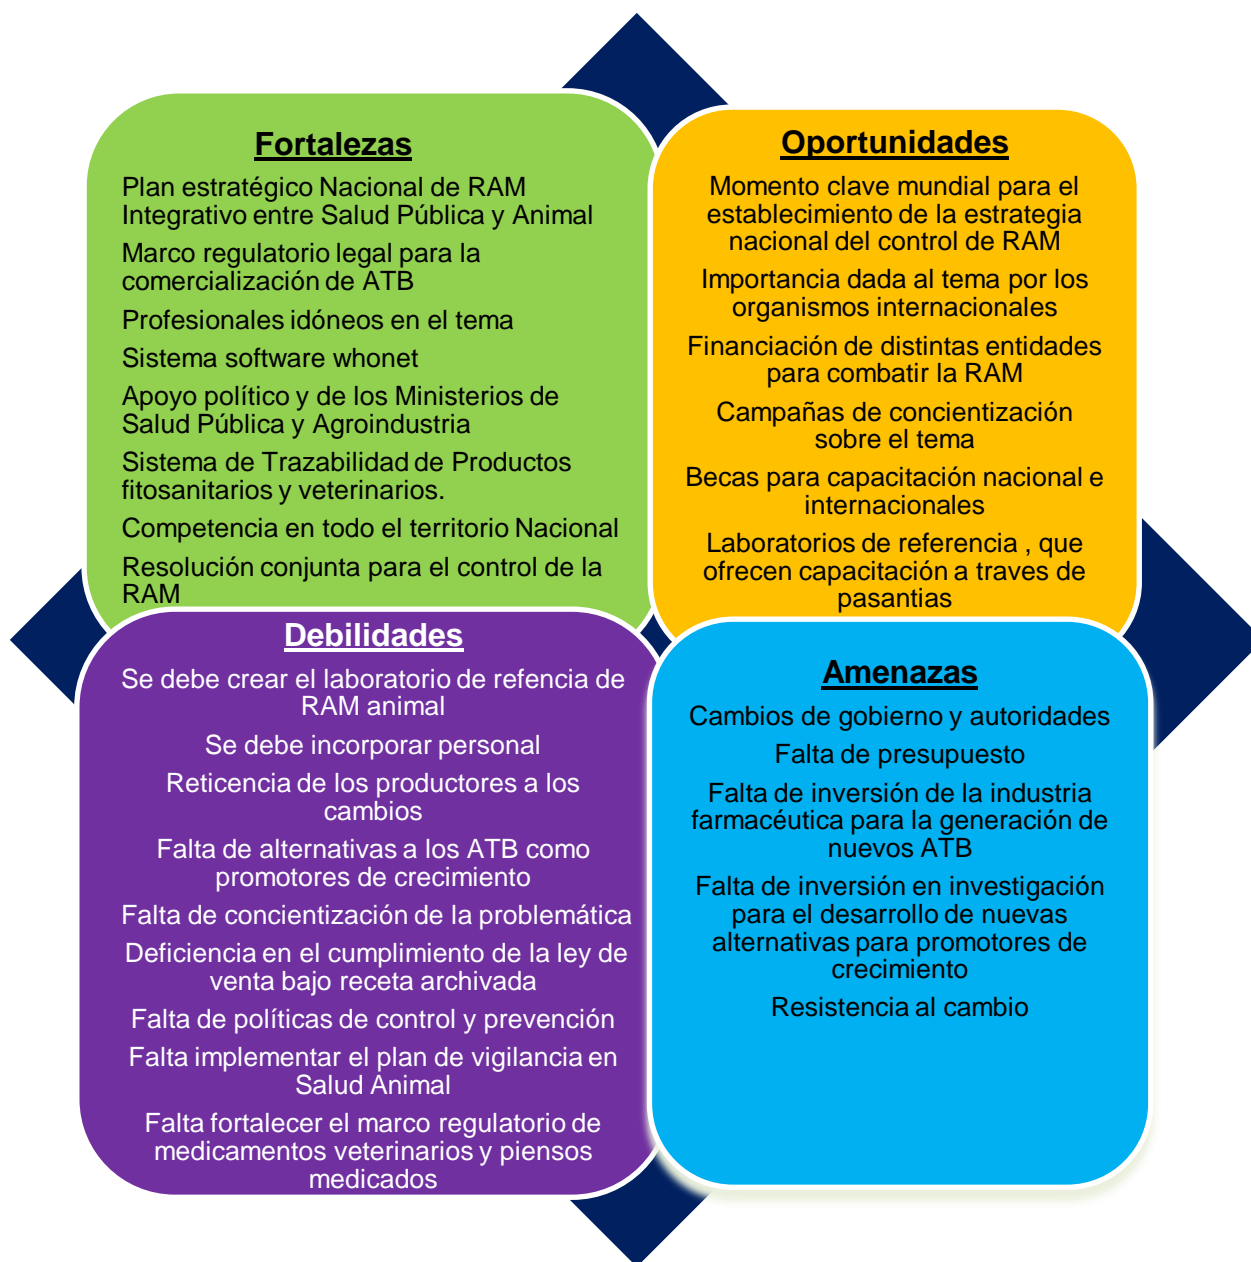 Fortalezas
Plan estratégico Nacional de RAM
Integrativo entre Salud Pública y Animal
Marco regulatorio legal para la
comercialización de ATB
Profesionales idóneos en el tema
Sistema software whonet
Apoyo político y de los Ministerios de
Salud Pública y Agroindustria
Sistema de Trazabilidad de Productos
fitosanitarios y veterinarios.
Competencia en todo el territorio Nacional
Resolución conjunta para el control de la
RAM
Oportunidades
Momento clave mundial para el
establecimiento de la estrategia
nacional del control de RAM
Importancia dada al tema por los
organismos internacionales
Financiación de distintas entidades
para combatir la RAM
Campañas de concientización
sobre el tema
Becas para capacitación nacional e
internacionales
Laboratorios de referencia , que
ofrecen capacitación a traves de
pasantias
Debilidades
Se debe crear el laboratorio de refencia de
RAM animal
Se debe incorporar personal
Reticencia de los productores a los
cambios
Falta de alternativas a los ATB como
promotores de crecimiento
Falta de concientización de la problemática
Deficiencia en el cumplimiento de la ley de
venta bajo receta archivada
Falta de políticas de control y prevención
Falta implementar el plan de vigilancia en
Salud Animal
Falta fortalecer el marco regulatorio de
medicamentos veterinarios y piensos
medicados
Amenazas
Cambios de gobierno y autoridades
Falta de presupuesto
Falta de inversión de la industria
farmacéutica para la generación de
nuevos ATB
Falta de inversión en investigación
para el desarrollo de nuevas
alternativas para promotores de
crecimiento
Resistencia al cambio